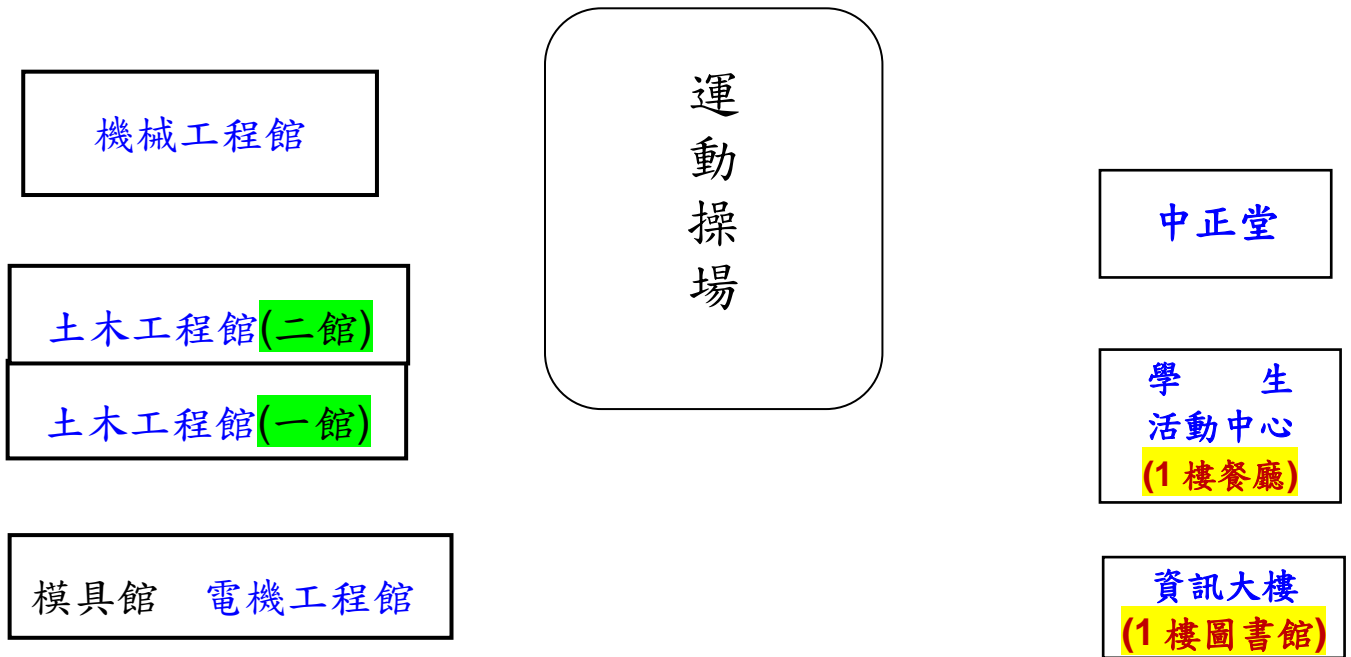 機械工程館
土木工程館(二館)
土木工程館(一館)
模具館 電機工程館
運
動
操
場
中正堂
學 生
活動中心
(1 樓餐廳)
資訊大樓
(1 樓圖書館)